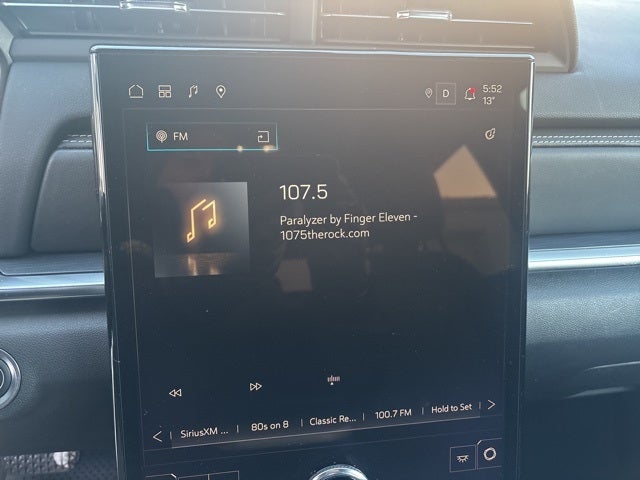 D
5:52
13°
FM
107.5
Paralyzer by Finger Eleven -
1075therock.com
SiriusXM ... | 80s on 8 | Classic Re... | 100.7 FM | Hold to Set